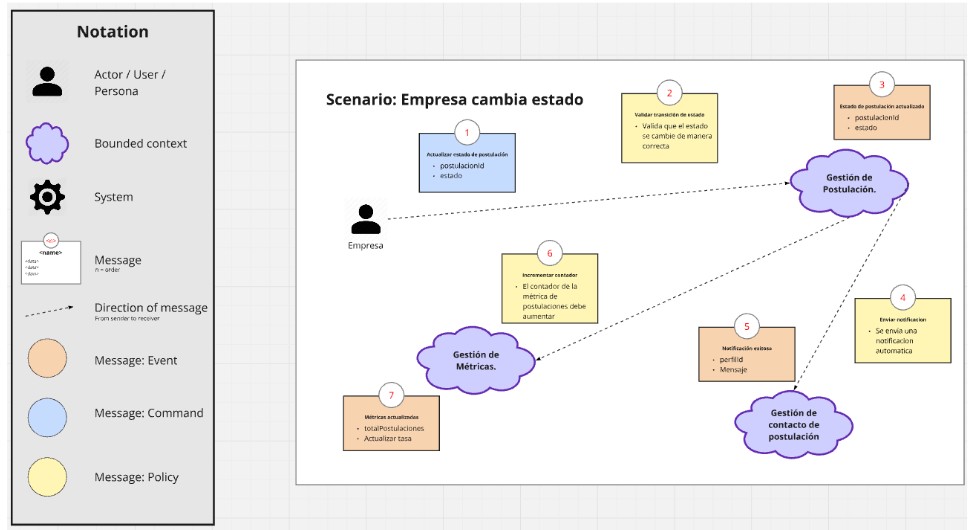 Notation
Actor / User /
Persona
Bounded context
System
<name>
Message
n = order
Direction of message
From sender to receiver
Message: Event
Message: Command
Message: Policy
Scenario: Empresa cambia estado
1
Actualizar estado de postulación
• postulacionId
• estado
2
Validar transición de estado
• Valida que el estado
se cambie de manera
correcta
3
Estado de postulación actualizado
• postulacionId
• estado
Gestión de
Postulación.
Empresa
6
Incrementar contador
• El contador de la
métrica de
postulaciones debe
aumentar
4
Enviar notificacion
• Se envia una
notificacion
automatica
5
Notificación exitosa
• perfilId
• Mensaje
Gestión de
Métricas.
7
Métricas actualizadas
• totalPostulaciones
• Actualizar tasa
Gestión de
contacto de
postulación